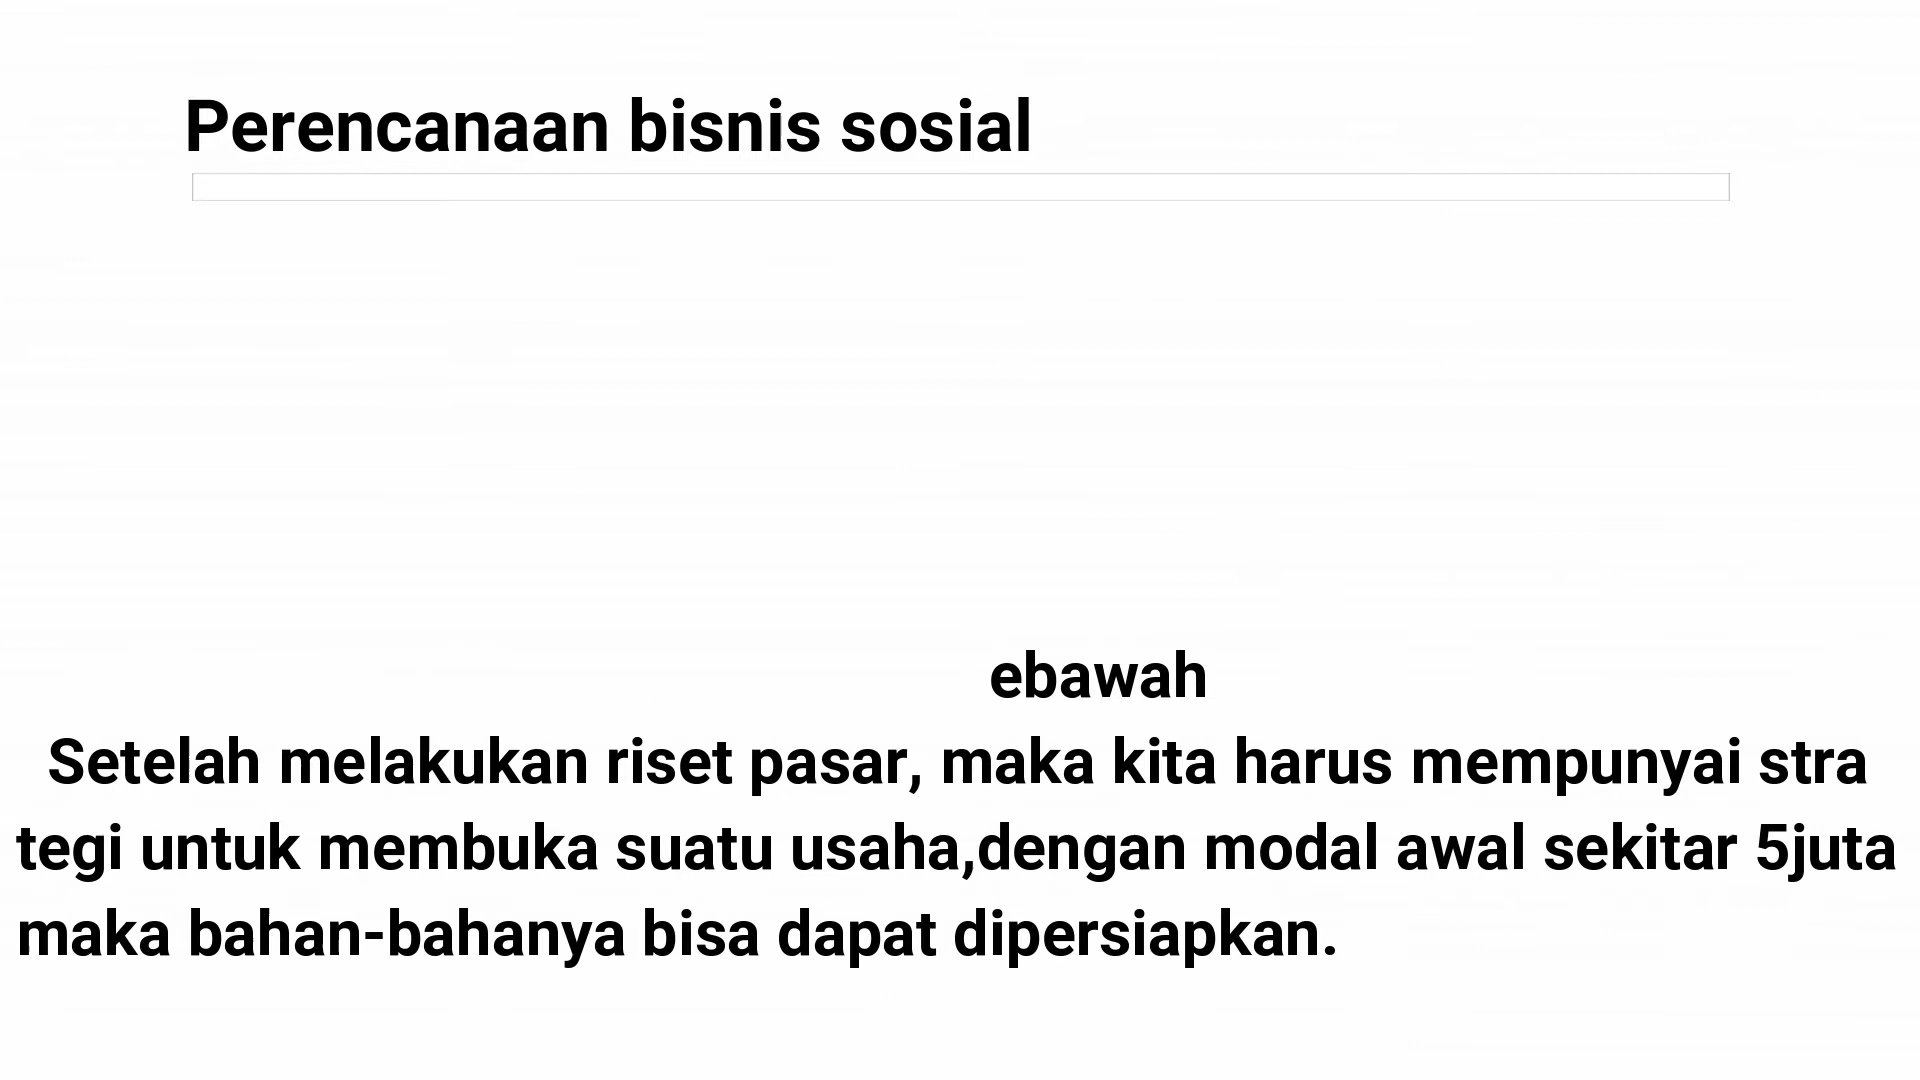 Perencanaan bisnis sosial
ebawah
Setelah melakukan riset pasar, maka kita harus mempunyai stra
tegi untuk membuka suatu usaha,dengan modal awal sekitar 5juta
maka bahan-bahanya bisa dapat dipersiapkan.